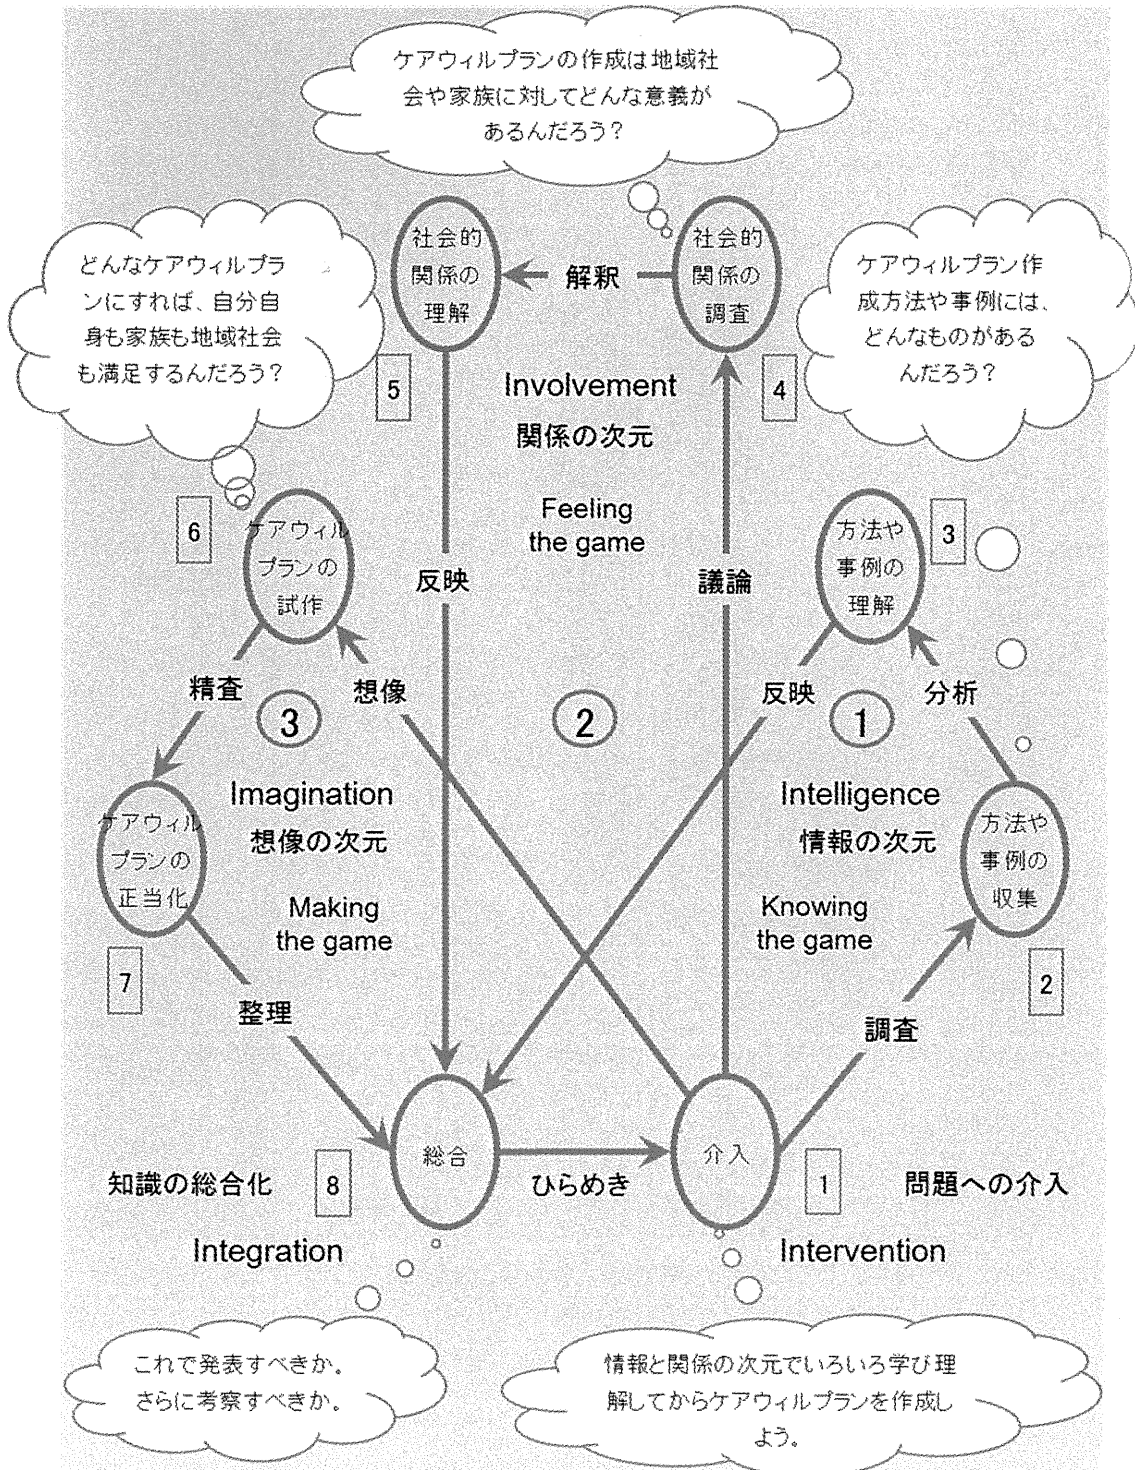 ケアウィルプランの作成は地域社
会や家族に対してどんな意義が
あるんだろう？
どんなケアウィルプラ
ンにすれば、自分自
身も家族も地域社会
も満足するんだろう？
社会的
関係の
理解
解釈
社会的
関係の
調査
ケアウィルプラン作
成方法や事例には、
どんなものがある
んだろう？
5
Involvement
関係の次元
4
Feeling
the game
6
ケアウィル
プランの
試作
反映
議論
方法や
事例の
理解
3
精査
想像
反映
分析
3
2
1
Imagination
想像の次元
Intelligence
情報の次元
ケアウィル
プランの
正当化
方法や
事例の
収集
Making
the game
Knowing
the game
7
2
整理
調査
総合
介入
知識の総合化
8
ひらめき
1
問題への介入
Integration
Intervention
これで発表すべきか。
さらに考察すべきか。
情報と関係の次元でいろいろ学び理
解してからケアウィルプランを作成し
よう。